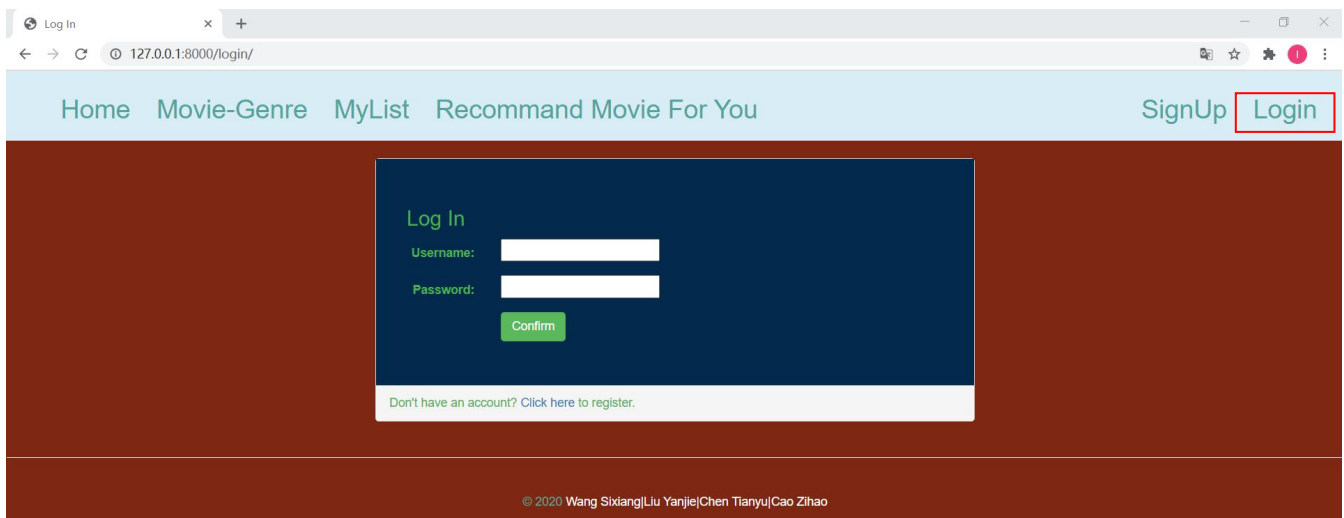 Log In
127.0.0.1:8000/login/
Home Movie-Genre MyList Recommand Movie For You SignUp Login
Log In
Username:
Password:
Confirm
Don't have an account? Click here to register.
© 2020 Wang Sixiang|Liu Yanjie|Chen Tianyu|Cao Zihao